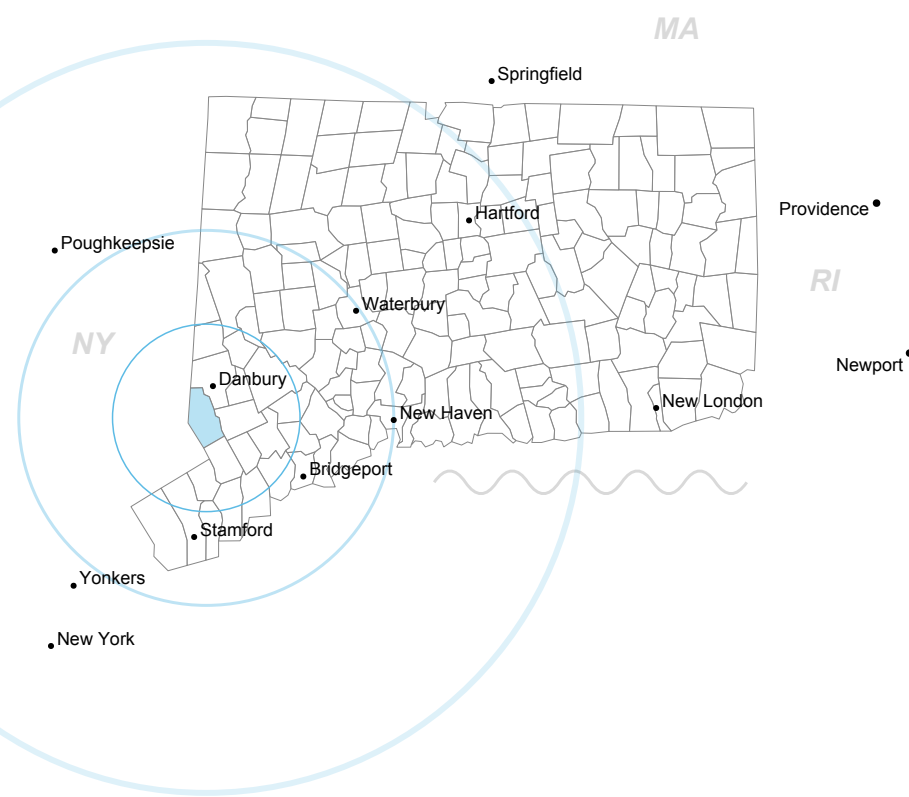 MA
Springfield
Providence
Hartford
Poughkeepsie
RI
Waterbury
NY
Newport
Danbury
New London
New Haven
Bridgeport
Stamford
Yonkers
New York